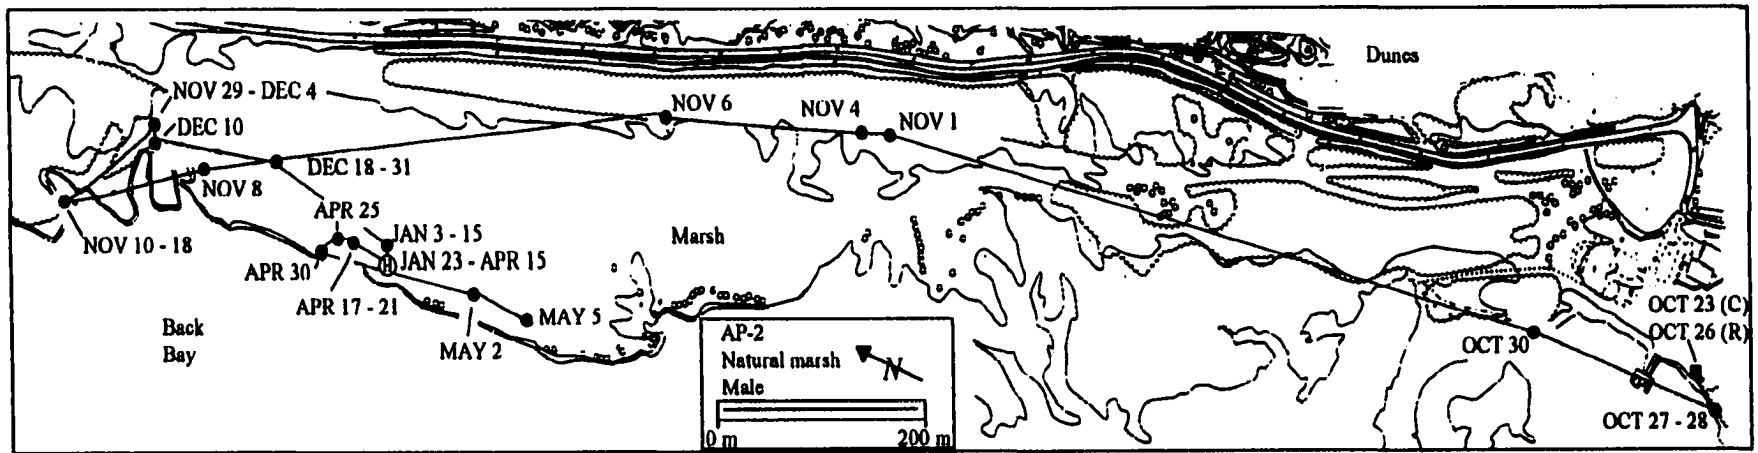 Dunes
NOV 29 - DEC 4
NOV 6
NOV 4
NOV 1
DEC 10
DEC 18 - 31
NOV 8
APR 25
NOV 10 - 18
JAN 3 - 15
Marsh
H
JAN 23 - APR 15
APR 30
APR 17 - 21
OCT 23 (C)
Back
Bay
MAY 5
OCT 26 (R)
MAY 2
OCT 30
AP-2
Natural marsh
N
Male
0 m 200 m
OCT 27 - 28